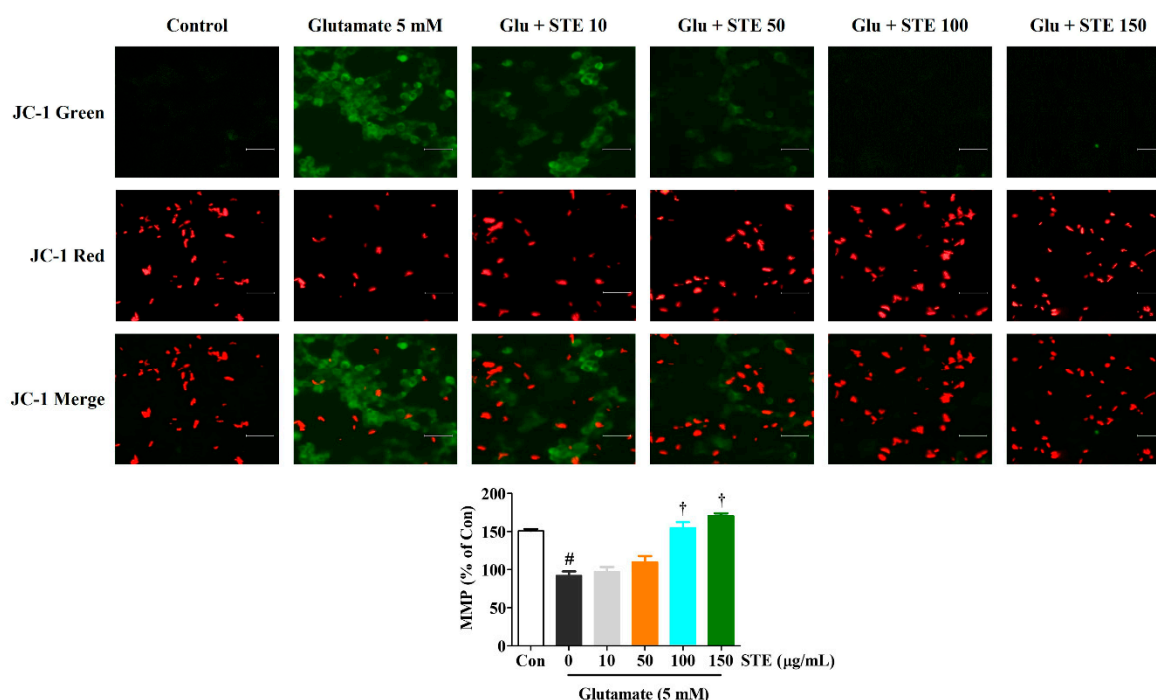 Control Glutamate 5 mM Glu + STE 10 Glu + STE 50 Glu + STE 100 Glu + STE 150
JC-1 Green
JC-1 Red
JC-1 Merge
MMP (% of Con)
200
150
100
50
0
#
†
†
Con 0 10 50 100 150 STE (μg/mL)
Glutamate (5 mM)